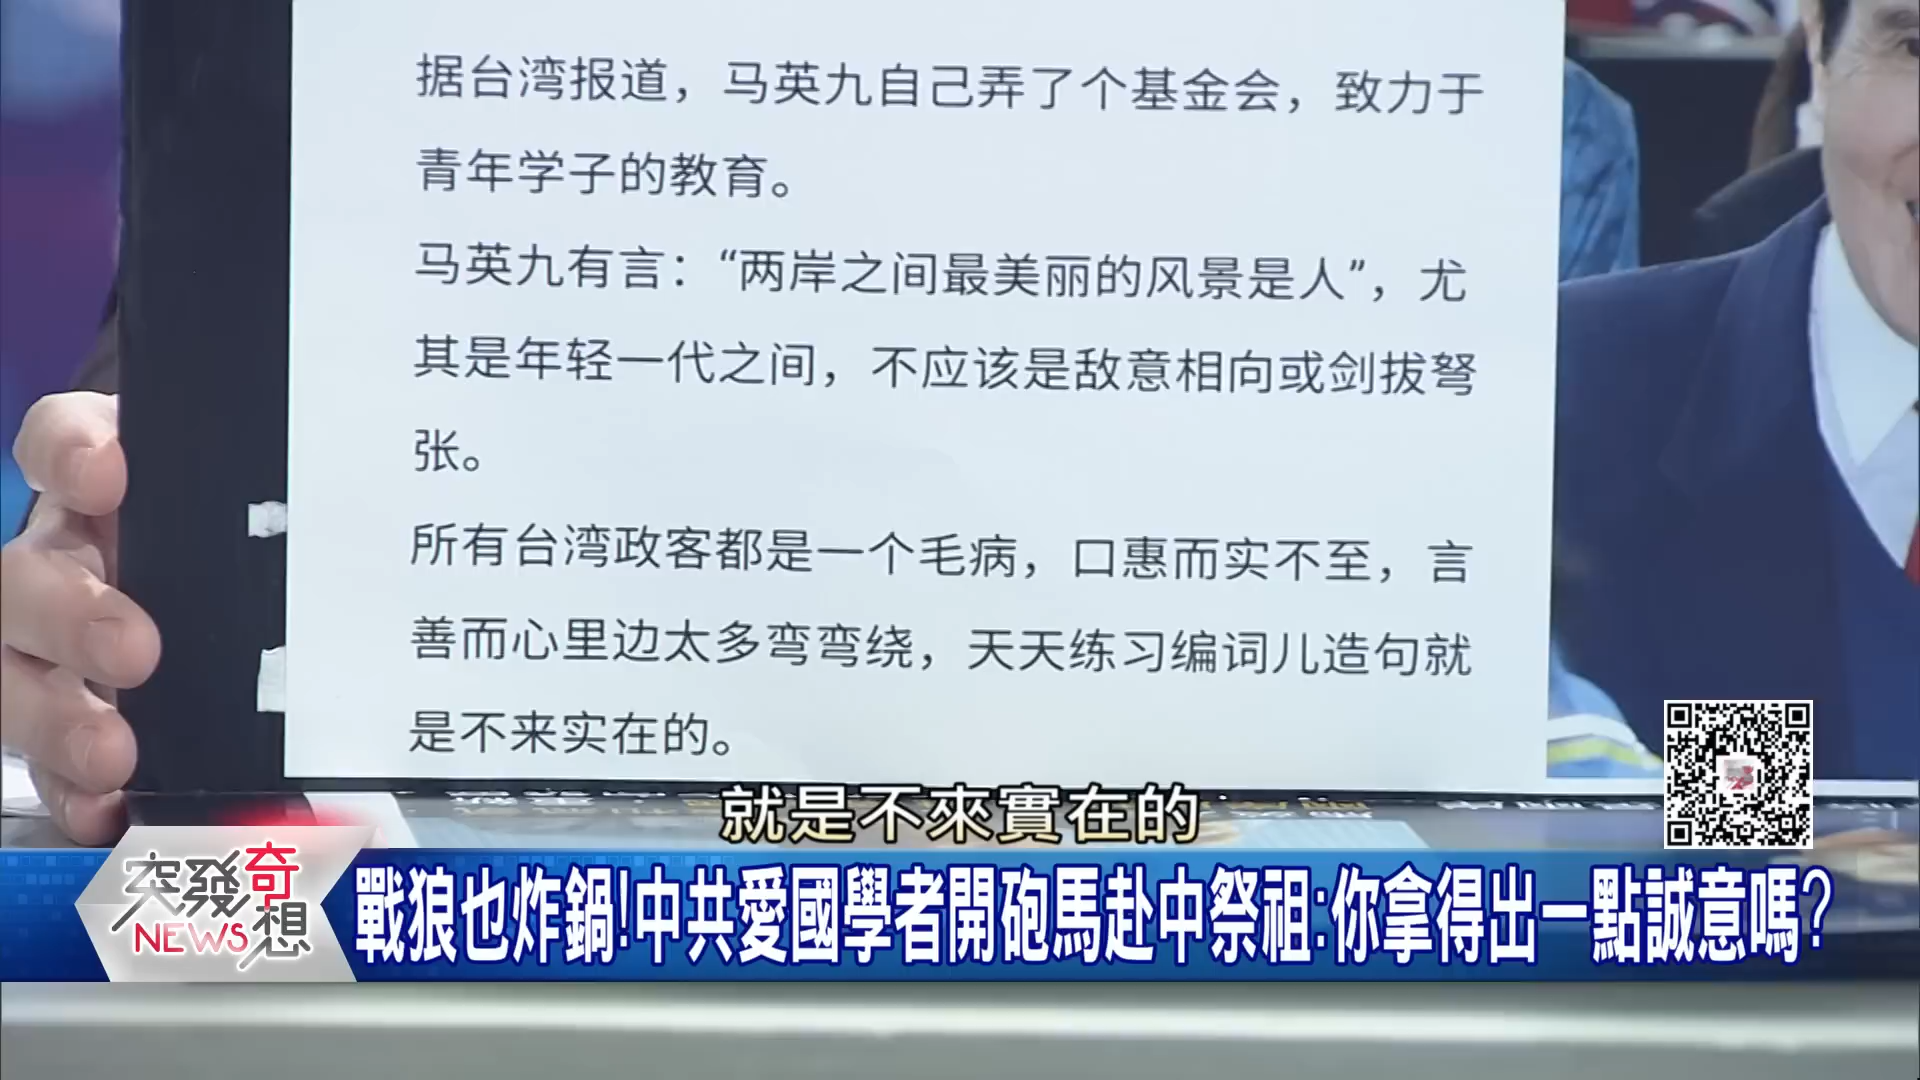 据台湾报道，马英九自己弄了个基金会，致力于
青年学子的教育。
马英九有言：“两岸之间最美丽的风景是人”，尤
其是年轻一代之间，不应该是敌意相向或剑拔弩
张。
所有台湾政客都是一个毛病，口惠而实不至，言
善而心里边太多弯弯绕，天天练习编词儿造句就
是不来实在的。
就是不來實在的
突發奇想
NEWS
戰狼也炸鍋!中共愛國學者開砲馬赴中祭祖:你拿得出一點誠意嗎?